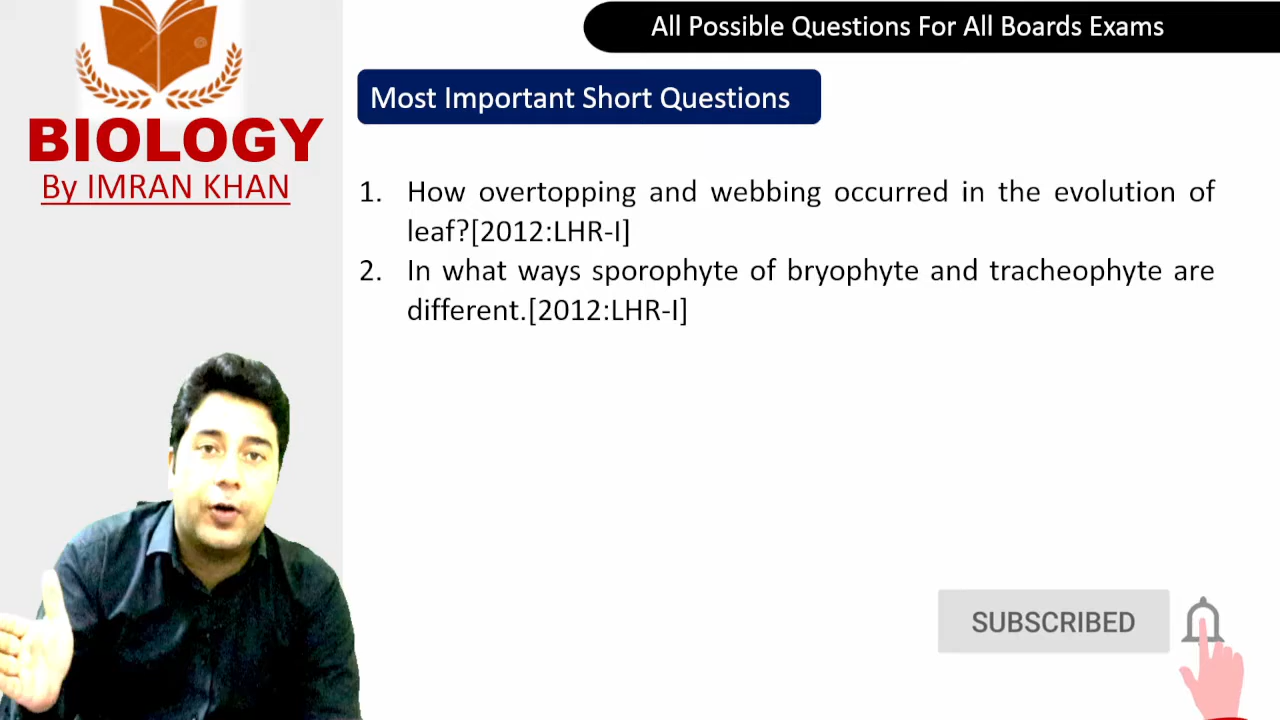 All Possible Questions For All Boards Exams
Most Important Short Questions
BIOLOGY
By IMRAN KHAN
1. How overtopping and webbing occurred in the evolution of
leaf?[2012:LHR-I]
2. In what ways sporophyte of bryophyte and tracheophyte are
different.[2012:LHR-I]
SUBSCRIBED